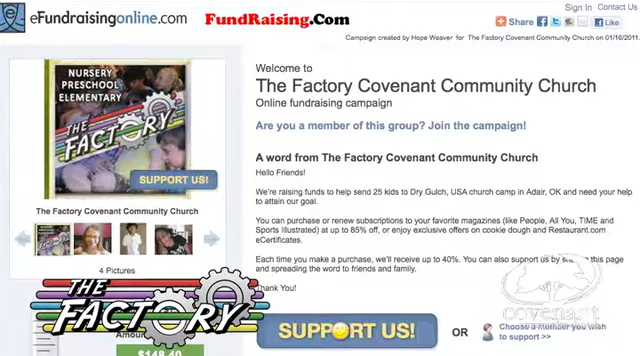 eFundraisingonline.com
FundRaising.Com
Sign In Contact Us
Share
Like
Campaign created by Hope Weaver for The Factory Covenant Community Church on 01/16/2011.
NURSERY
PRESCHOOL
ELEMENTARY
THE
FACTORY
SUPPORT US!
The Factory Covenant Community Church
4 Pictures
Welcome to
The Factory Covenant Community Church
Online fundraising campaign
Are you a member of this group? Join the campaign!
A word from The Factory Covenant Community Church
Hello Friends!
We're raising funds to help send 25 kids to Dry Gulch, USA church camp in Adair, OK and need your help
to attain our goal.
You can purchase or renew subscriptions to your favorite magazines (like People, All You, TIME and
Sports Illustrated) at up to 85% off, or enjoy exclusive offers on cookie dough and Restaurant.com
eCertificates.
Each time you make a purchase, we'll receive up to 40%. You can also support us by this page
and spreading the word to friends and family.
Thank You!
THE
FACTORY
$148.40
SUPPORT US!
OR
Choose a Member you wish
to support >>
covenant